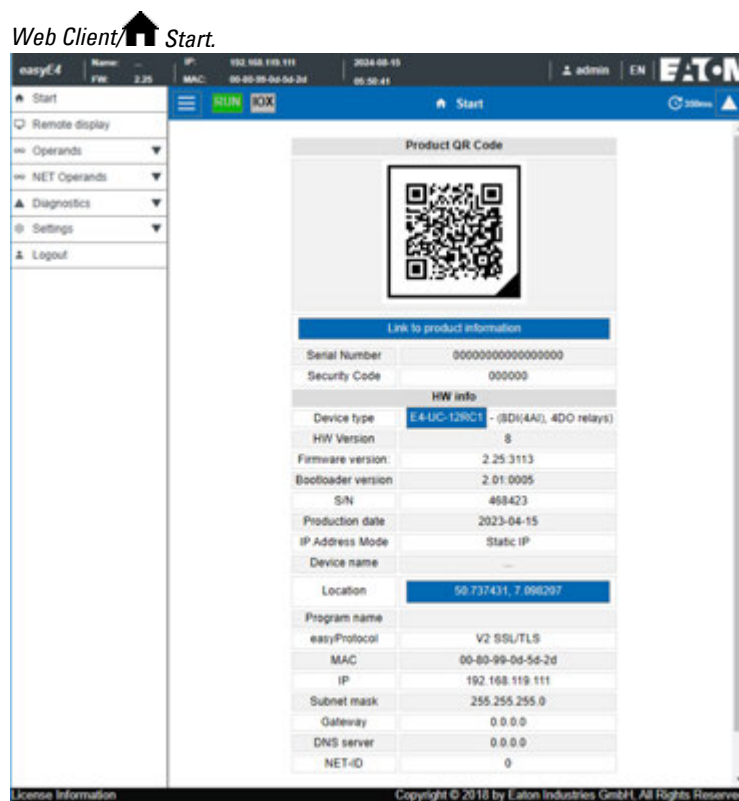 Web Client/ Start.
easyE4 Name: -- IP: 192.168.119.111 2024-08-15 admin EN EATON
FW: 2.25 MAC: 00-80-99-0d-5d-2d 05:50:41
Start
Remote display
Operands
NET Operands
Diagnostics
Settings
Logout
RUN IOX Start 350ms
Product QR Code
Link to product information
Serial Number 00000000000000000
Security Code 000000
HW info
Device type E4-UC-12RC1 - (8DI(4AI), 4DO relays)
HW Version 8
Firmware version: 2.25.3113
Bootloader version 2.01.0005
S/N 468423
Production date 2023-04-15
IP Address Mode Static IP
Device name ---
Location 50.737431, 7.098207
Program name
easyProtocol V2 SSL/TLS
MAC 00-80-99-0d-5d-2d
IP 192.168.119.111
Subnet mask 255.255.255.0
Gateway 0.0.0.0
DNS server 0.0.0.0
NET-ID 0
License Information Copyright © 2018 by Eaton Industries GmbH, All Rights Reserve